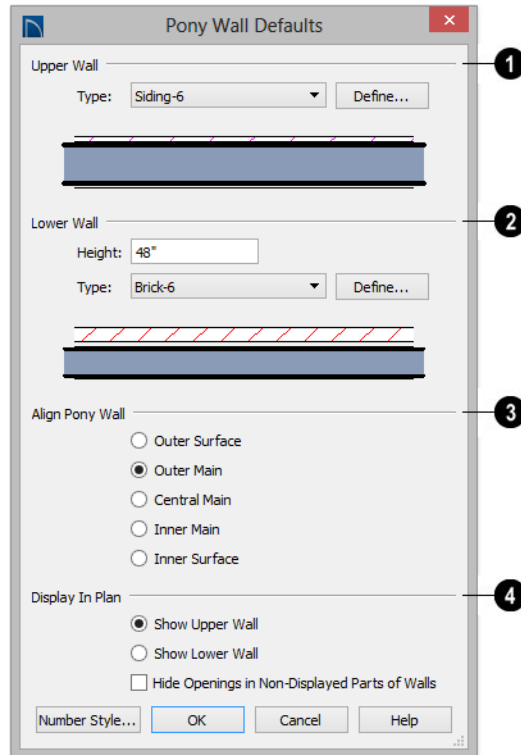 Pony Wall Defaults
×
Upper Wall
1
Type: Siding-6 Define...
Lower Wall
2
Height: 48"
Type: Brick-6 Define...
Align Pony Wall
3
Outer Surface
Outer Main
Central Main
Inner Main
Inner Surface
Display In Plan
4
Show Upper Wall
Show Lower Wall
Hide Openings in Non-Displayed Parts of Walls
Number Style... OK Cancel Help